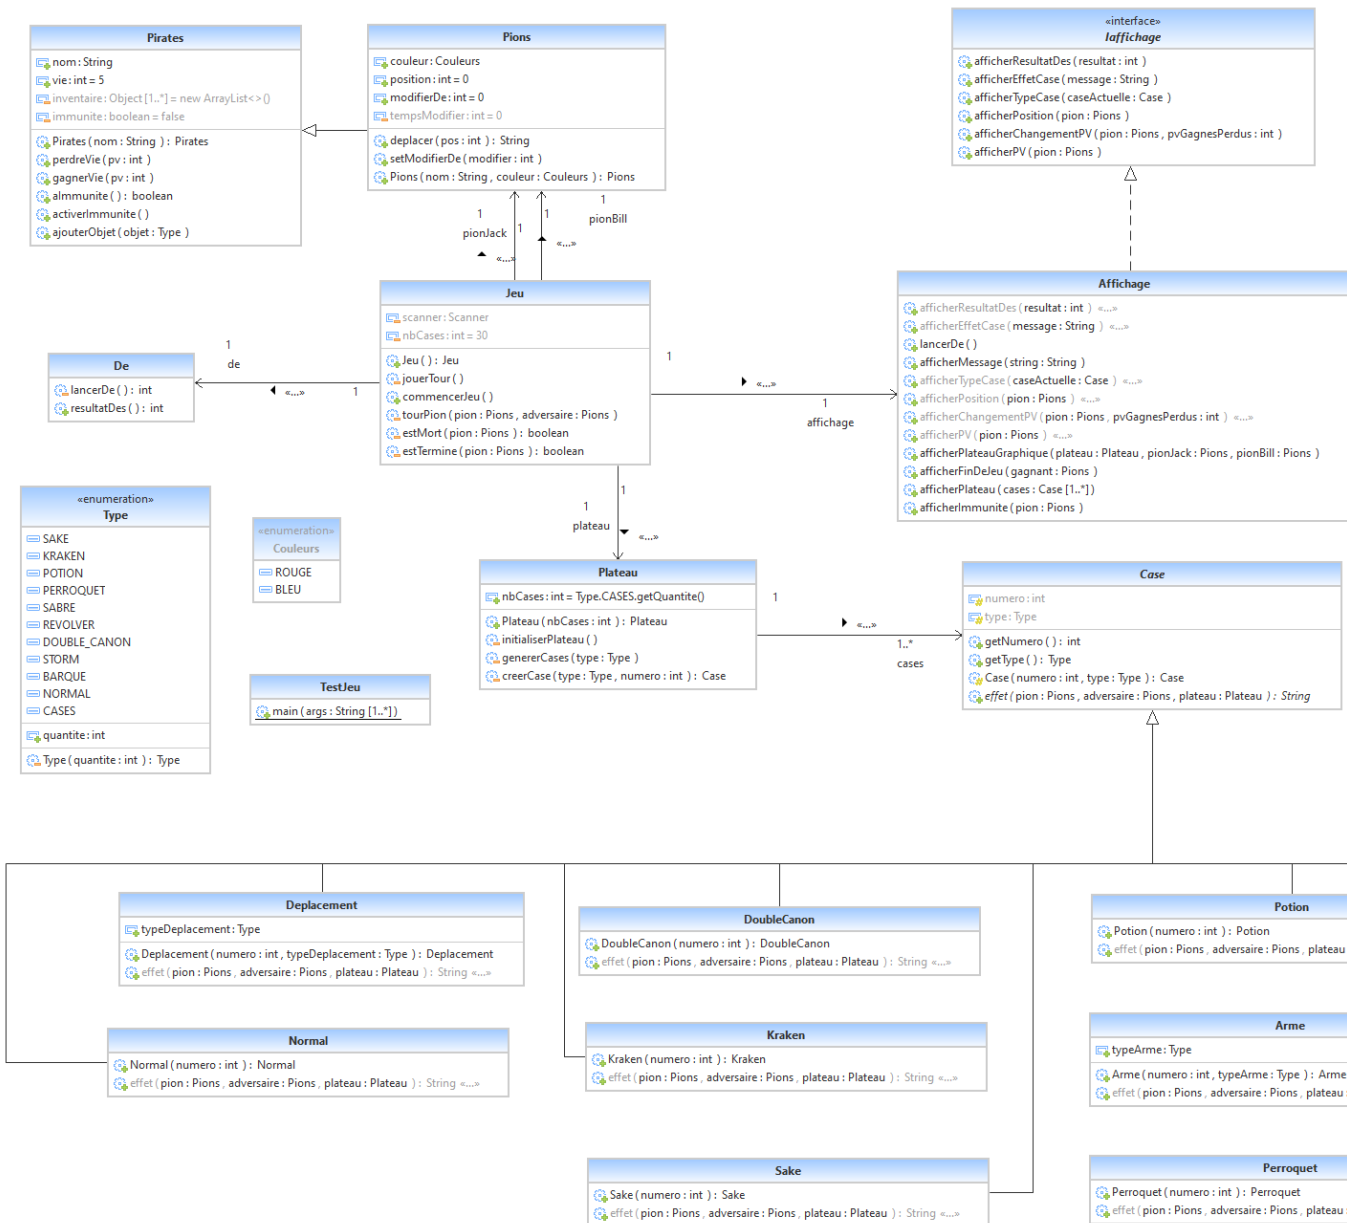 Pirates
nom : String
vie : int = 5
inventaire : Object [1..*] = new ArrayList<>()
immunite : boolean = false
Pirates ( nom : String ) : Pirates
perdreVie ( pv : int )
gagnerVie ( pv : int )
aImmunite ( ) : boolean
activerImmunite ( )
ajouterObjet ( objet : Type )
Pions
couleur : Couleurs
position : int = 0
modifierDe : int = 0
tempsModifier : int = 0
deplacer ( pos : int ) : String
setModifierDe ( modifier : int )
Pions ( nom : String , couleur : Couleurs ) : Pions
«interface»
Iaffichage
afficherResultatDes ( resultat : int )
afficherEffetCase ( message : String )
afficherTypeCase ( caseActuelle : Case )
afficherPosition ( pion : Pions )
afficherChangementPV ( pion : Pions , pvGagnesPerdus : int )
afficherPV ( pion : Pions )
1
pionJack
1
«...»
1
1
pionBill
«...»
Jeu
scanner : Scanner
nbCases : int = 30
Jeu ( ) : Jeu
jouerTour ( )
commencerJeu ( )
tourPion ( pion : Pions , adversaire : Pions )
estMort ( pion : Pions ) : boolean
estTermine ( pion : Pions ) : boolean
Affichage
afficherResultatDes ( resultat : int ) «...»
afficherEffetCase ( message : String ) «...»
lancerDe ( )
afficherMessage ( string : String )
afficherTypeCase ( caseActuelle : Case ) «...»
afficherPosition ( pion : Pions ) «...»
afficherChangementPV ( pion : Pions , pvGagnesPerdus : int ) «...»
afficherPV ( pion : Pions ) «...»
afficherPlateauGraphique ( plateau : Plateau , pionJack : Pions , pionBill : Pions )
afficherFinDeJeu ( gagnant : Pions )
afficherPlateau ( cases : Case [1..*] )
afficherImmunite ( pion : Pions )
De
lancerDe ( ) : int
resultatDes ( ) : int
1
de
«...»
1
1
«...»
1
affichage
«enumeration»
Type
SAKE
KRAKEN
POTION
PERROQUET
SABRE
REVOLVER
DOUBLE_CANON
STORM
BARQUE
NORMAL
CASES
quantite : int
Type ( quantite : int ) : Type
«enumeration»
Couleurs
ROUGE
BLEU
1
1
plateau
«...»
Plateau
nbCases : int = Type.CASES.getQuantite()
Plateau ( nbCases : int ) : Plateau
initialiserPlateau ( )
genererCases ( type : Type )
creerCase ( type : Type , numero : int ) : Case
1
«...»
1..*
cases
Case
numero : int
type : Type
getNumero ( ) : int
getType ( ) : Type
Case ( numero : int , type : Type ) : Case
effet ( pion : Pions , adversaire : Pions , plateau : Plateau ) : String
TestJeu
main ( args : String [1..*] )
Deplacement
typeDeplacement : Type
Deplacement ( numero : int , typeDeplacement : Type ) : Deplacement
effet ( pion : Pions , adversaire : Pions , plateau : Plateau ) : String «...»
DoubleCanon
DoubleCanon ( numero : int ) : DoubleCanon
effet ( pion : Pions , adversaire : Pions , plateau : Plateau ) : String «...»
Potion
Potion ( numero : int ) : Potion
effet ( pion : Pions , adversaire : Pions , plateau
Normal
Normal ( numero : int ) : Normal
effet ( pion : Pions , adversaire : Pions , plateau : Plateau ) : String «...»
Kraken
Kraken ( numero : int ) : Kraken
effet ( pion : Pions , adversaire : Pions , plateau : Plateau ) : String «...»
Arme
typeArme : Type
Arme ( numero : int , typeArme : Type ) : Arme
effet ( pion : Pions , adversaire : Pions , plateau
Sake
Sake ( numero : int ) : Sake
effet ( pion : Pions , adversaire : Pions , plateau : Plateau ) : String «...»
Perroquet
Perroquet ( numero : int ) : Perroquet
effet ( pion : Pions , adversaire : Pions , plateau